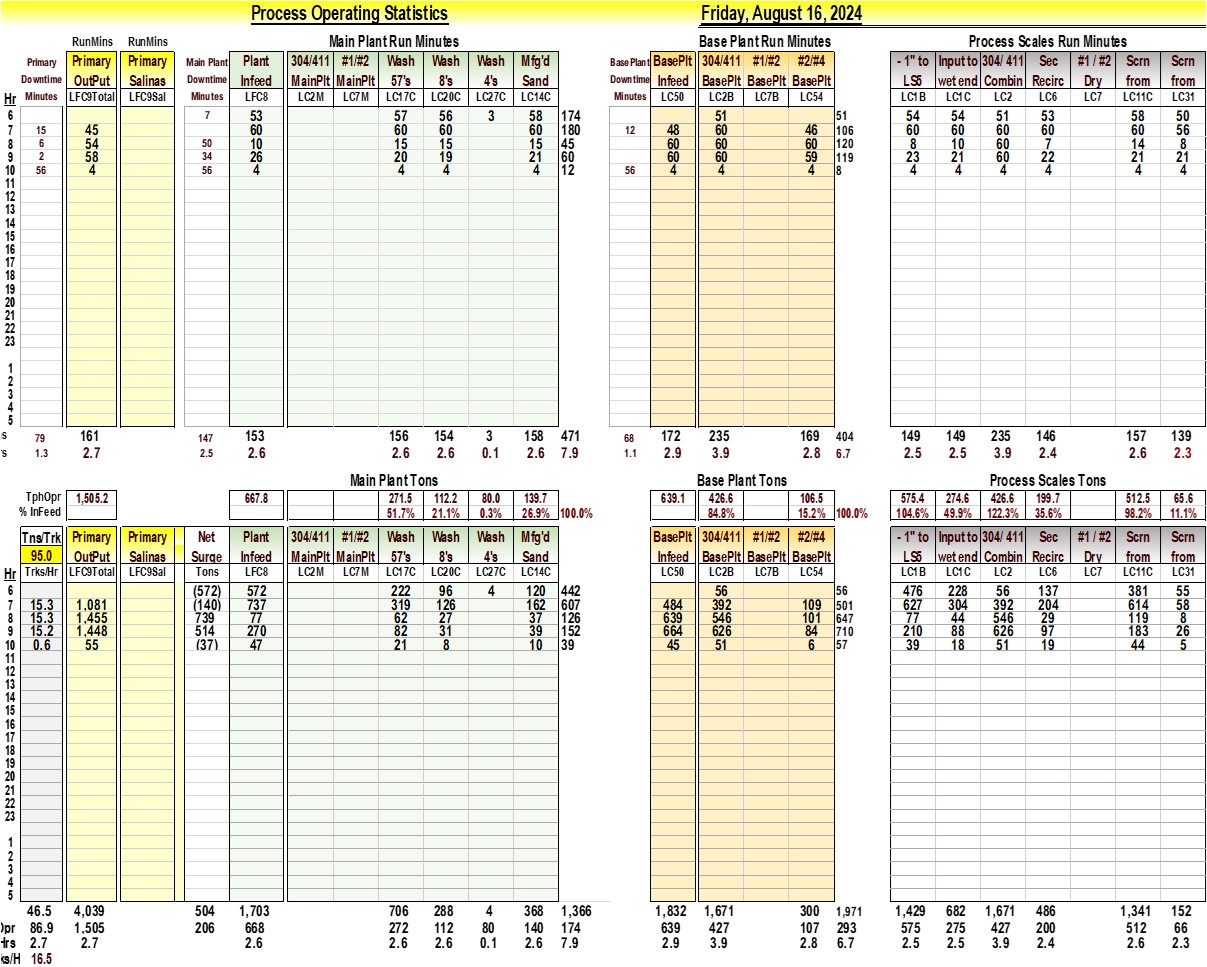 Process Operating Statistics Friday, August 16, 2024
RunMins RunMins Main Plant Run Minutes Base Plant Run Minutes Process Scales Run Minutes
Primary Primary Primary Main Plant Plant 304/411 #1/#2 Wash Wash Wash Mfg'd BasePlant BasePlt 304/411 #1/#2 #2/#4 - 1" to Input to 304/ 411 Sec #1 / #2 Scrn Scrn
Downtime OutPut Salinas Downtime Infeed MainPlt MainPlt 57's 8's 4's Sand Downtime Infeed BasePlt BasePlt BasePlt LS5 wet end Combin Recirc Dry from from
Hr Minutes LFC9Total LFC9Sal Minutes LFC8 LC2M LC7M LC17C LC20C LC27C LC14C Minutes LC50 LC2B LC7B LC54 LC1B LC1C LC2 LC6 LC7 LC11C LC31
6 7 53 57 56 3 58 174 51 51 54 54 51 53 58 50
7 15 45 60 60 60 60 180 12 48 60 46 106 60 60 60 60 60 56
8 6 54 50 10 15 15 15 45 60 60 60 120 8 10 60 7 14 8
9 2 58 34 26 20 19 21 60 60 60 59 119 23 21 60 22 21 21
10 56 4 56 4 4 4 4 12 56 4 4 4 8 4 4 4 4 4 4
11
12
13
14
15
16
17
18
19
20
21
22
23
1
2
3
4
5
s 79 161 147 153 156 154 3 158 471 68 172 235 169 404 149 149 235 146 157 139
s 1.3 2.7 2.5 2.6 2.6 2.6 0.1 2.6 7.9 1.1 2.9 3.9 2.8 6.7 2.5 2.5 3.9 2.4 2.6 2.3
Main Plant Tons Base Plant Tons Process Scales Tons
TphOpr 1,505.2 667.8 271.5 112.2 80.0 139.7 639.1 426.6 106.5 575.4 274.6 426.6 199.7 512.5 65.6
% InFeed 51.7% 21.1% 0.3% 26.9% 100.0% 84.8% 15.2% 100.0% 104.6% 49.9% 122.3% 35.6% 98.2% 11.1%
Tns/Trk Primary Primary Net Plant 304/411 #1/#2 Wash Wash Wash Mfg'd BasePlt 304/411 #1/#2 #2/#4 - 1" to Input to 304/ 411 Sec #1 / #2 Scrn Scrn
95.0 OutPut Salinas Surge Infeed MainPlt MainPlt 57's 8's 4's Sand Infeed BasePlt BasePlt BasePlt LS5 wet end Combin Recirc Dry from from
Hr Trks/Hr LFC9Total LFC9Sal Tons LFC8 LC2M LC7M LC17C LC20C LC27C LC14C LC50 LC2B LC7B LC54 LC1B LC1C LC2 LC6 LC7 LC11C LC31
6 (572) 572 222 96 4 120 442 56 56 476 228 56 137 381 55
7 15.3 1,081 (140) 737 319 126 162 607 484 392 109 501 627 304 392 204 614 58
8 15.3 1,455 739 77 62 27 37 126 639 546 101 647 77 44 546 29 119 8
9 15.2 1,448 514 270 82 31 39 152 664 626 84 710 210 88 626 97 183 26
10 0.6 55 (37) 47 21 8 10 39 45 51 6 57 39 18 51 19 44 5
11
12
13
14
15
16
17
18
19
20
21
22
23
1
2
3
4
5
46.5 4,039 504 1,703 706 288 4 368 1,366 1,832 1,671 300 1,971 1,429 682 1,671 486 1,341 152
Opr 86.9 1,505 206 668 272 112 80 140 174 639 427 107 293 575 275 427 200 512 66
Hrs 2.7 2.7 2.6 2.6 2.6 0.1 2.6 7.9 2.9 3.9 2.8 6.7 2.5 2.5 3.9 2.4 2.6 2.3
ks/H 16.5